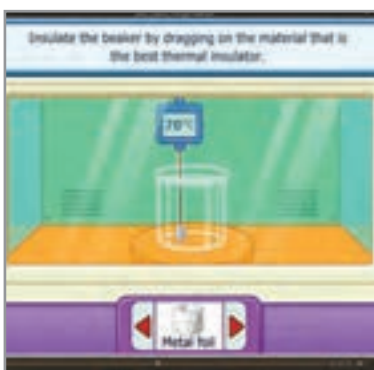 Insulate the beaker by dragging on the material that is
the best thermal insulator.
70°C
Metal foil